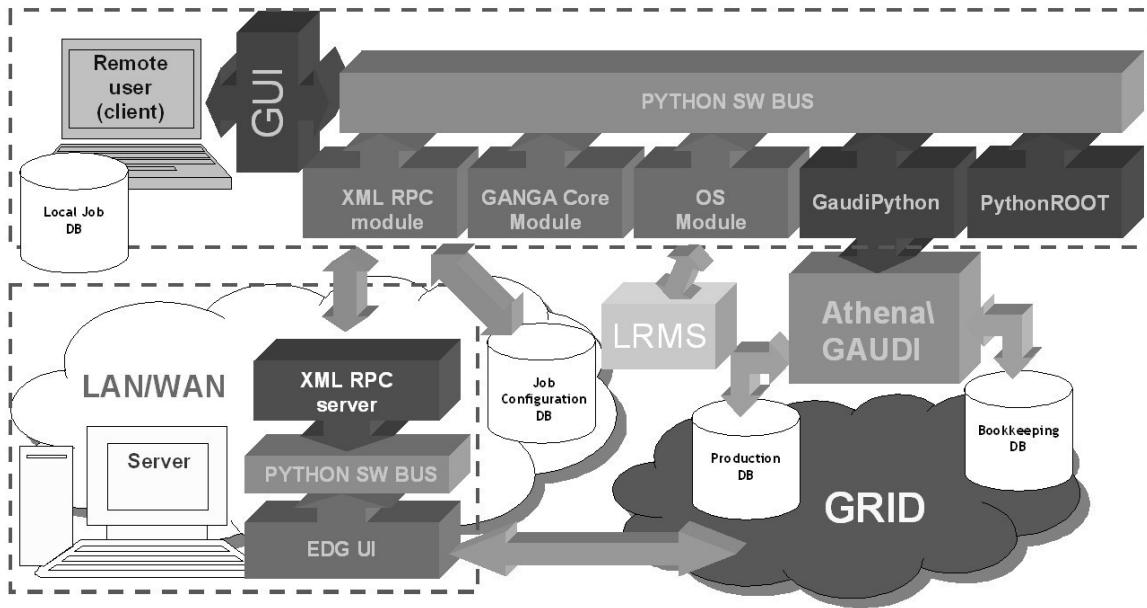 Remote
user
(client)
GUI
PYTHON SW BUS
Local Job
DB
XML RPC
module
GANGA Core
Module
OS
Module
GaudiPython
PythonROOT
LAN/WAN
XML RPC
server
Job
Configuration
DB
LRMS
Athena\
GAUDI
Server
PYTHON SW BUS
EDG UI
Production
DB
Bookkeeping
DB
GRID